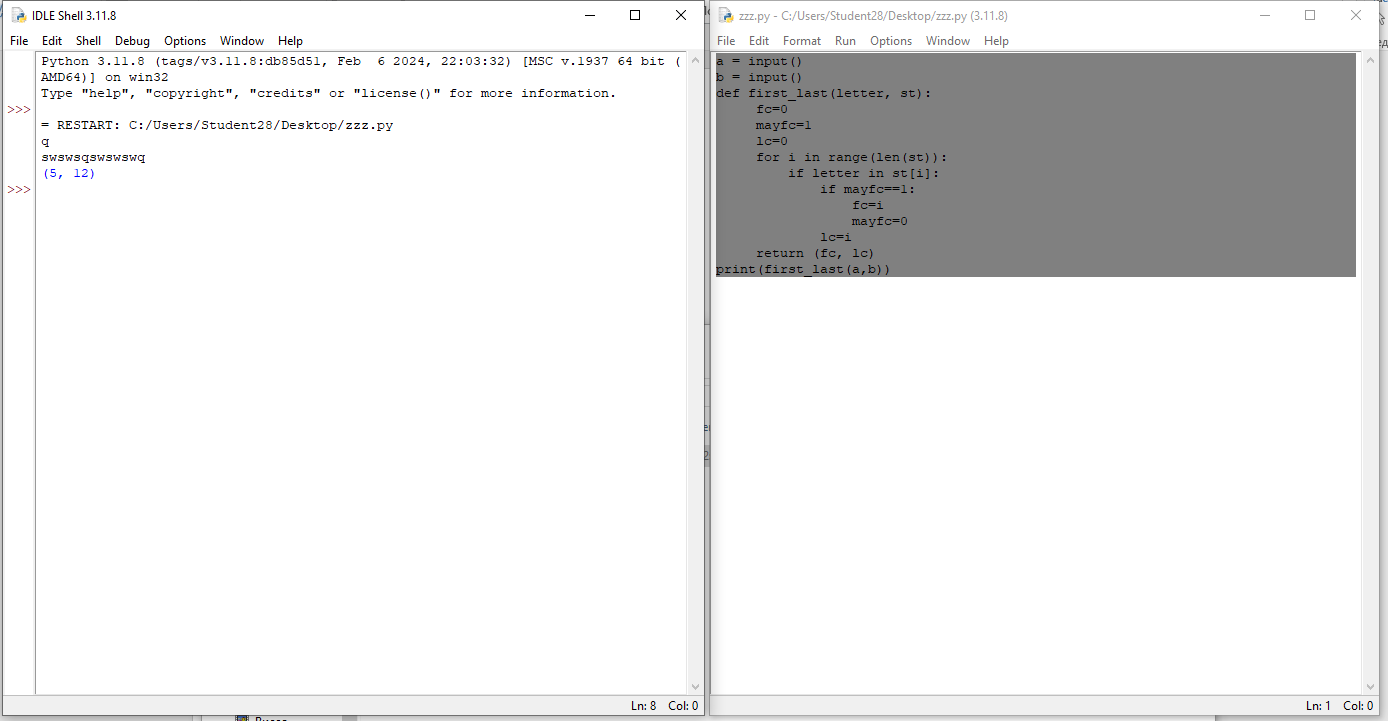 IDLE Shell 3.11.8
File Edit Shell Debug Options Window Help
Python 3.11.8 (tags/v3.11.8:db85d51, Feb  6 2024, 22:03:32) [MSC v.1937 64 bit (
AMD64)] on win32
Type "help", "copyright", "credits" or "license()" for more information.
>>>
= RESTART: C:/Users/Student28/Desktop/zzz.py
q
swswsqswswswq
(5, 12)
>>>
Ln: 8 Col: 0
zzz.py - C:/Users/Student28/Desktop/zzz.py (3.11.8)
File Edit Format Run Options Window Help
a = input()
b = input()
def first_last(letter, st):
     fc=0
     mayfc=1
     lc=0
     for i in range(len(st)):
         if letter in st[i]:
             if mayfc==1:
                 fc=i
                 mayfc=0
             lc=i
     return (fc, lc)
print(first_last(a,b))
Ln: 1 Col: 0